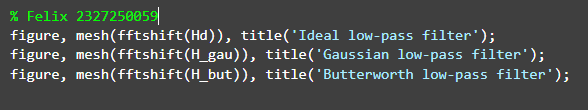 % Felix 2327250059
figure, mesh(fftshift(Hd)), title('Ideal low-pass filter');
figure, mesh(fftshift(H_gau)), title('Gaussian low-pass filter');
figure, mesh(fftshift(H_but)), title('Butterworth low-pass filter');